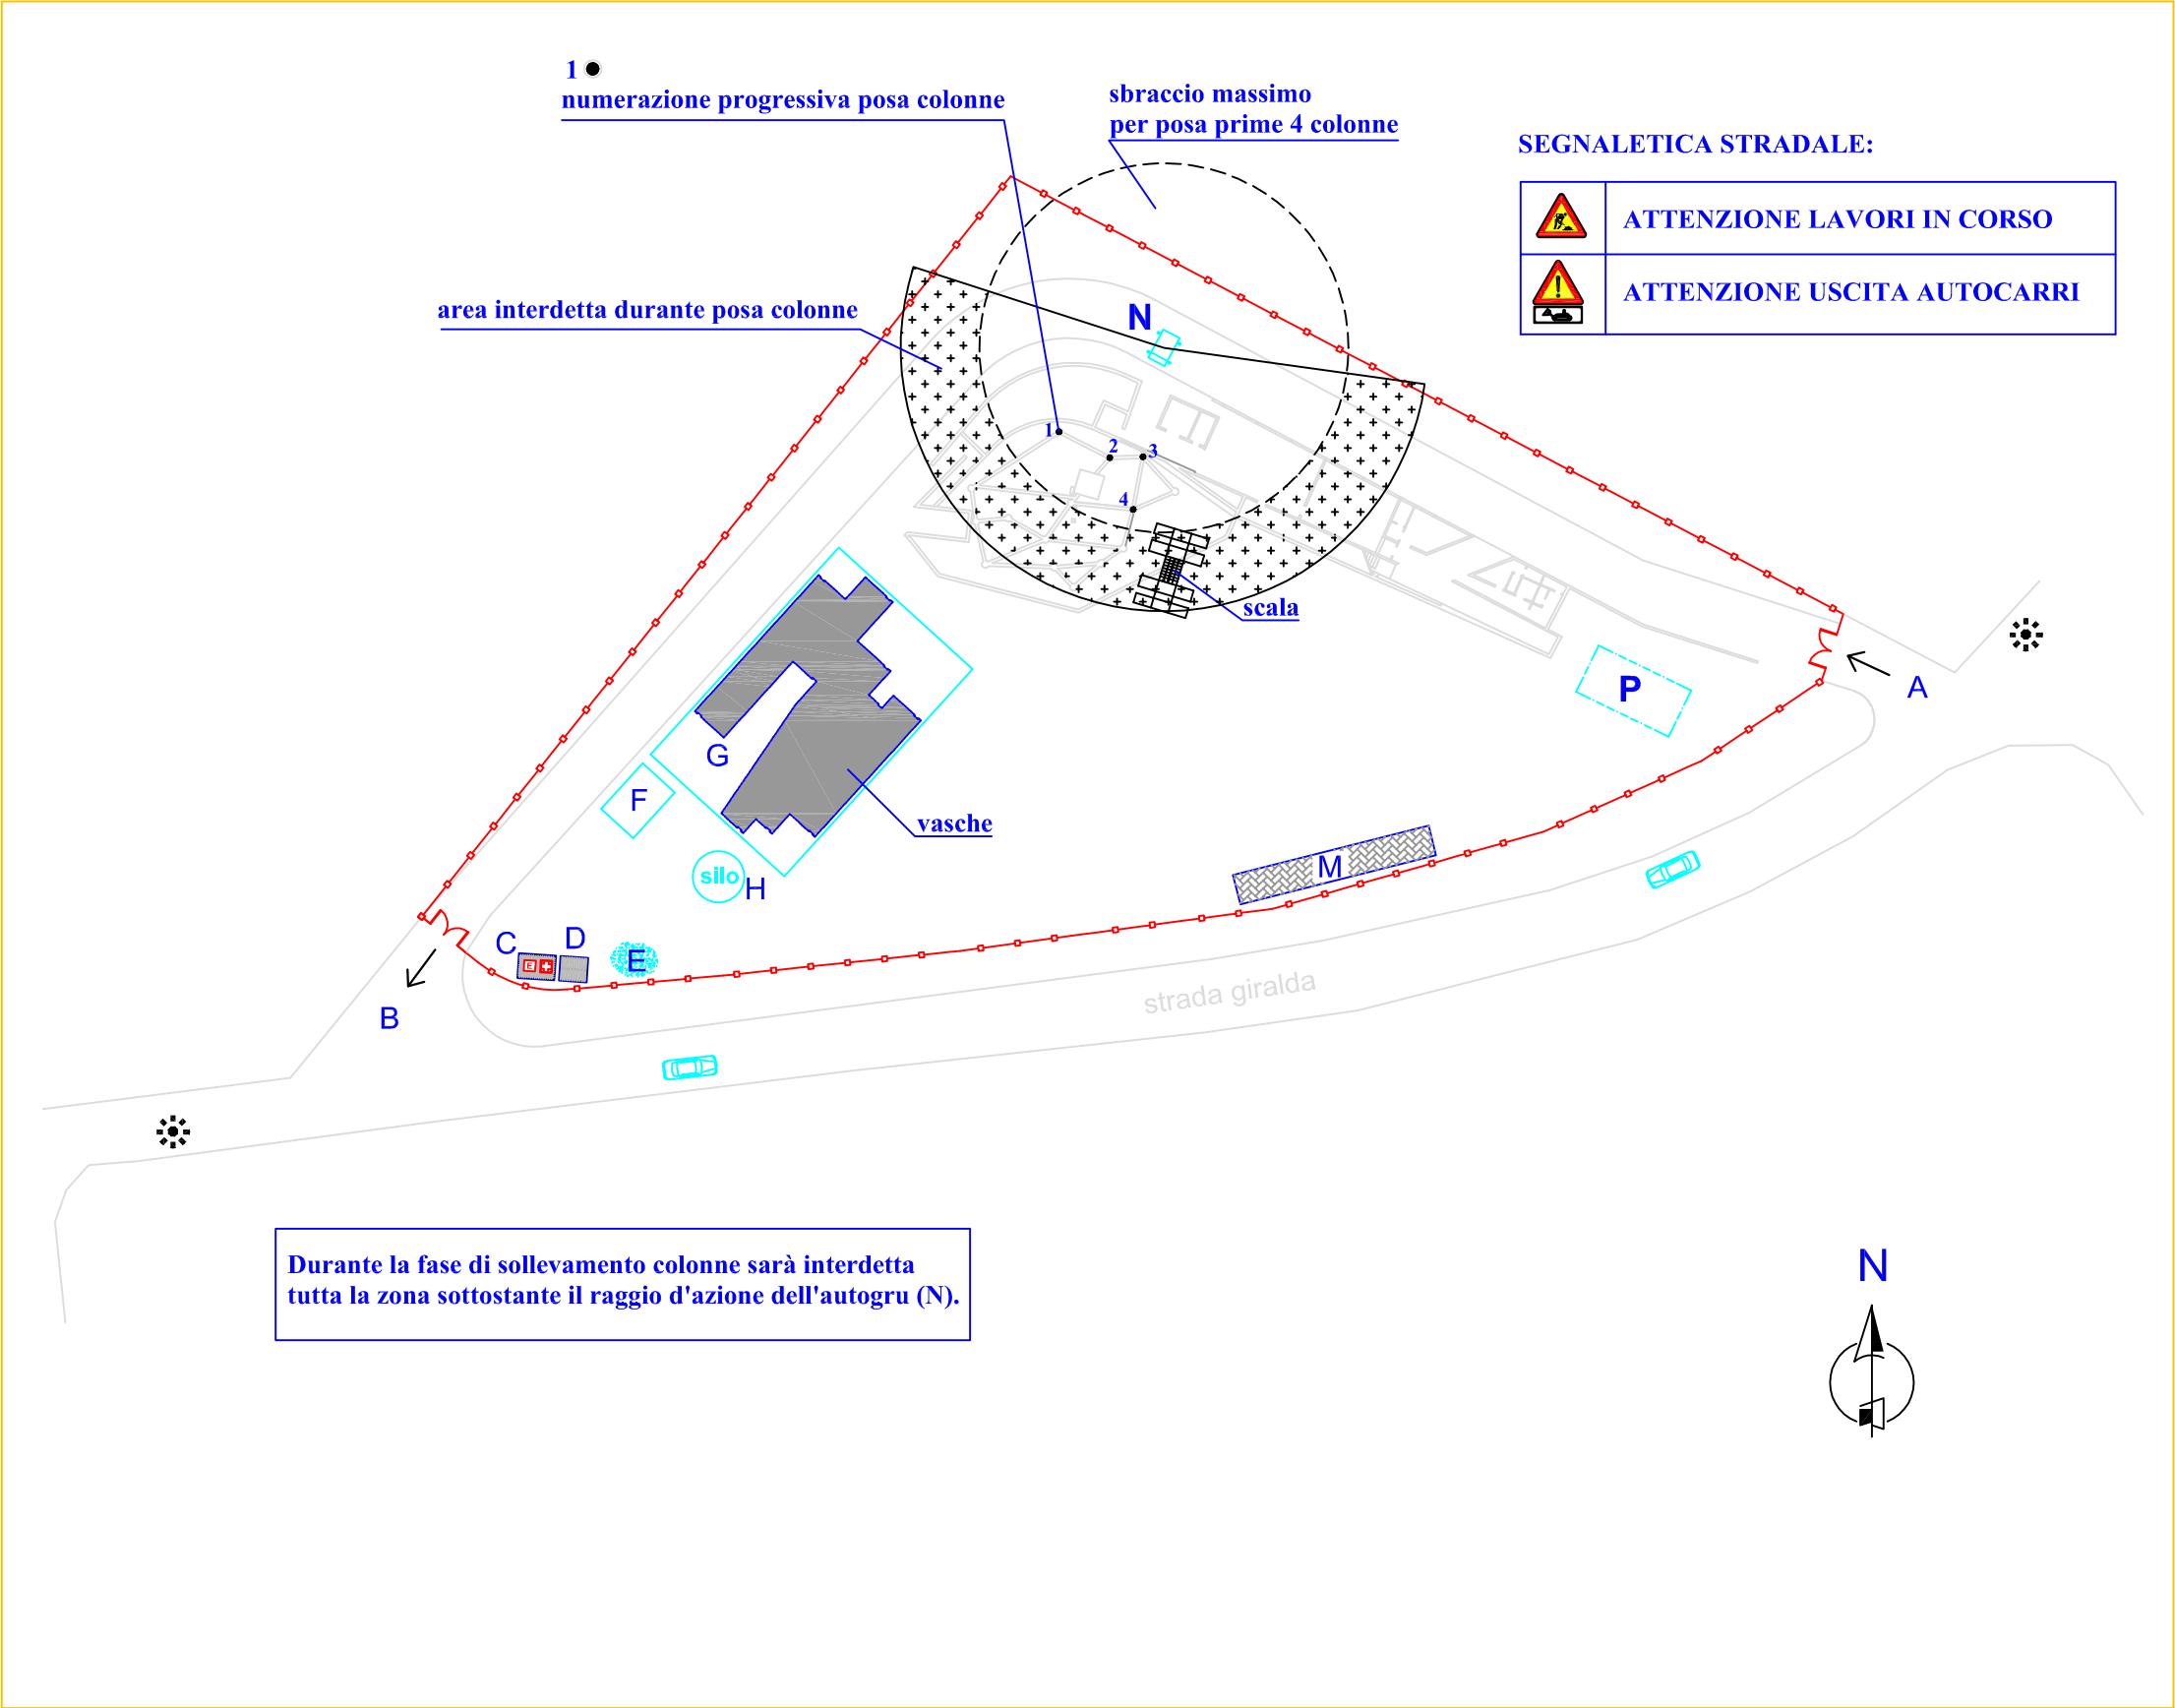 1
numerazione progressiva posa colonne
sbraccio massimo
per posa prime 4 colonne
SEGNALETICA STRADALE:
ATTENZIONE LAVORI IN CORSO
ATTENZIONE USCITA AUTOCARRI
area interdetta durante posa colonne
N
1
2
3
4
scala
P
A
G
F
vasche
silo
H
M
C
D
E
E
B
strada giralda
Durante la fase di sollevamento colonne sarà interdetta
tutta la zona sottostante il raggio d'azione dell'autogru (N).
N